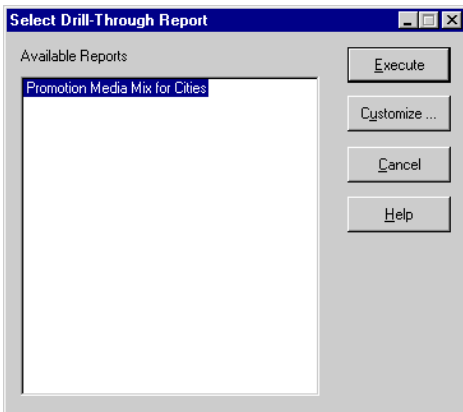 Select Drill-Through Report
Available Reports
Promotion Media Mix for Cities
Execute
Customize ...
Cancel
Help